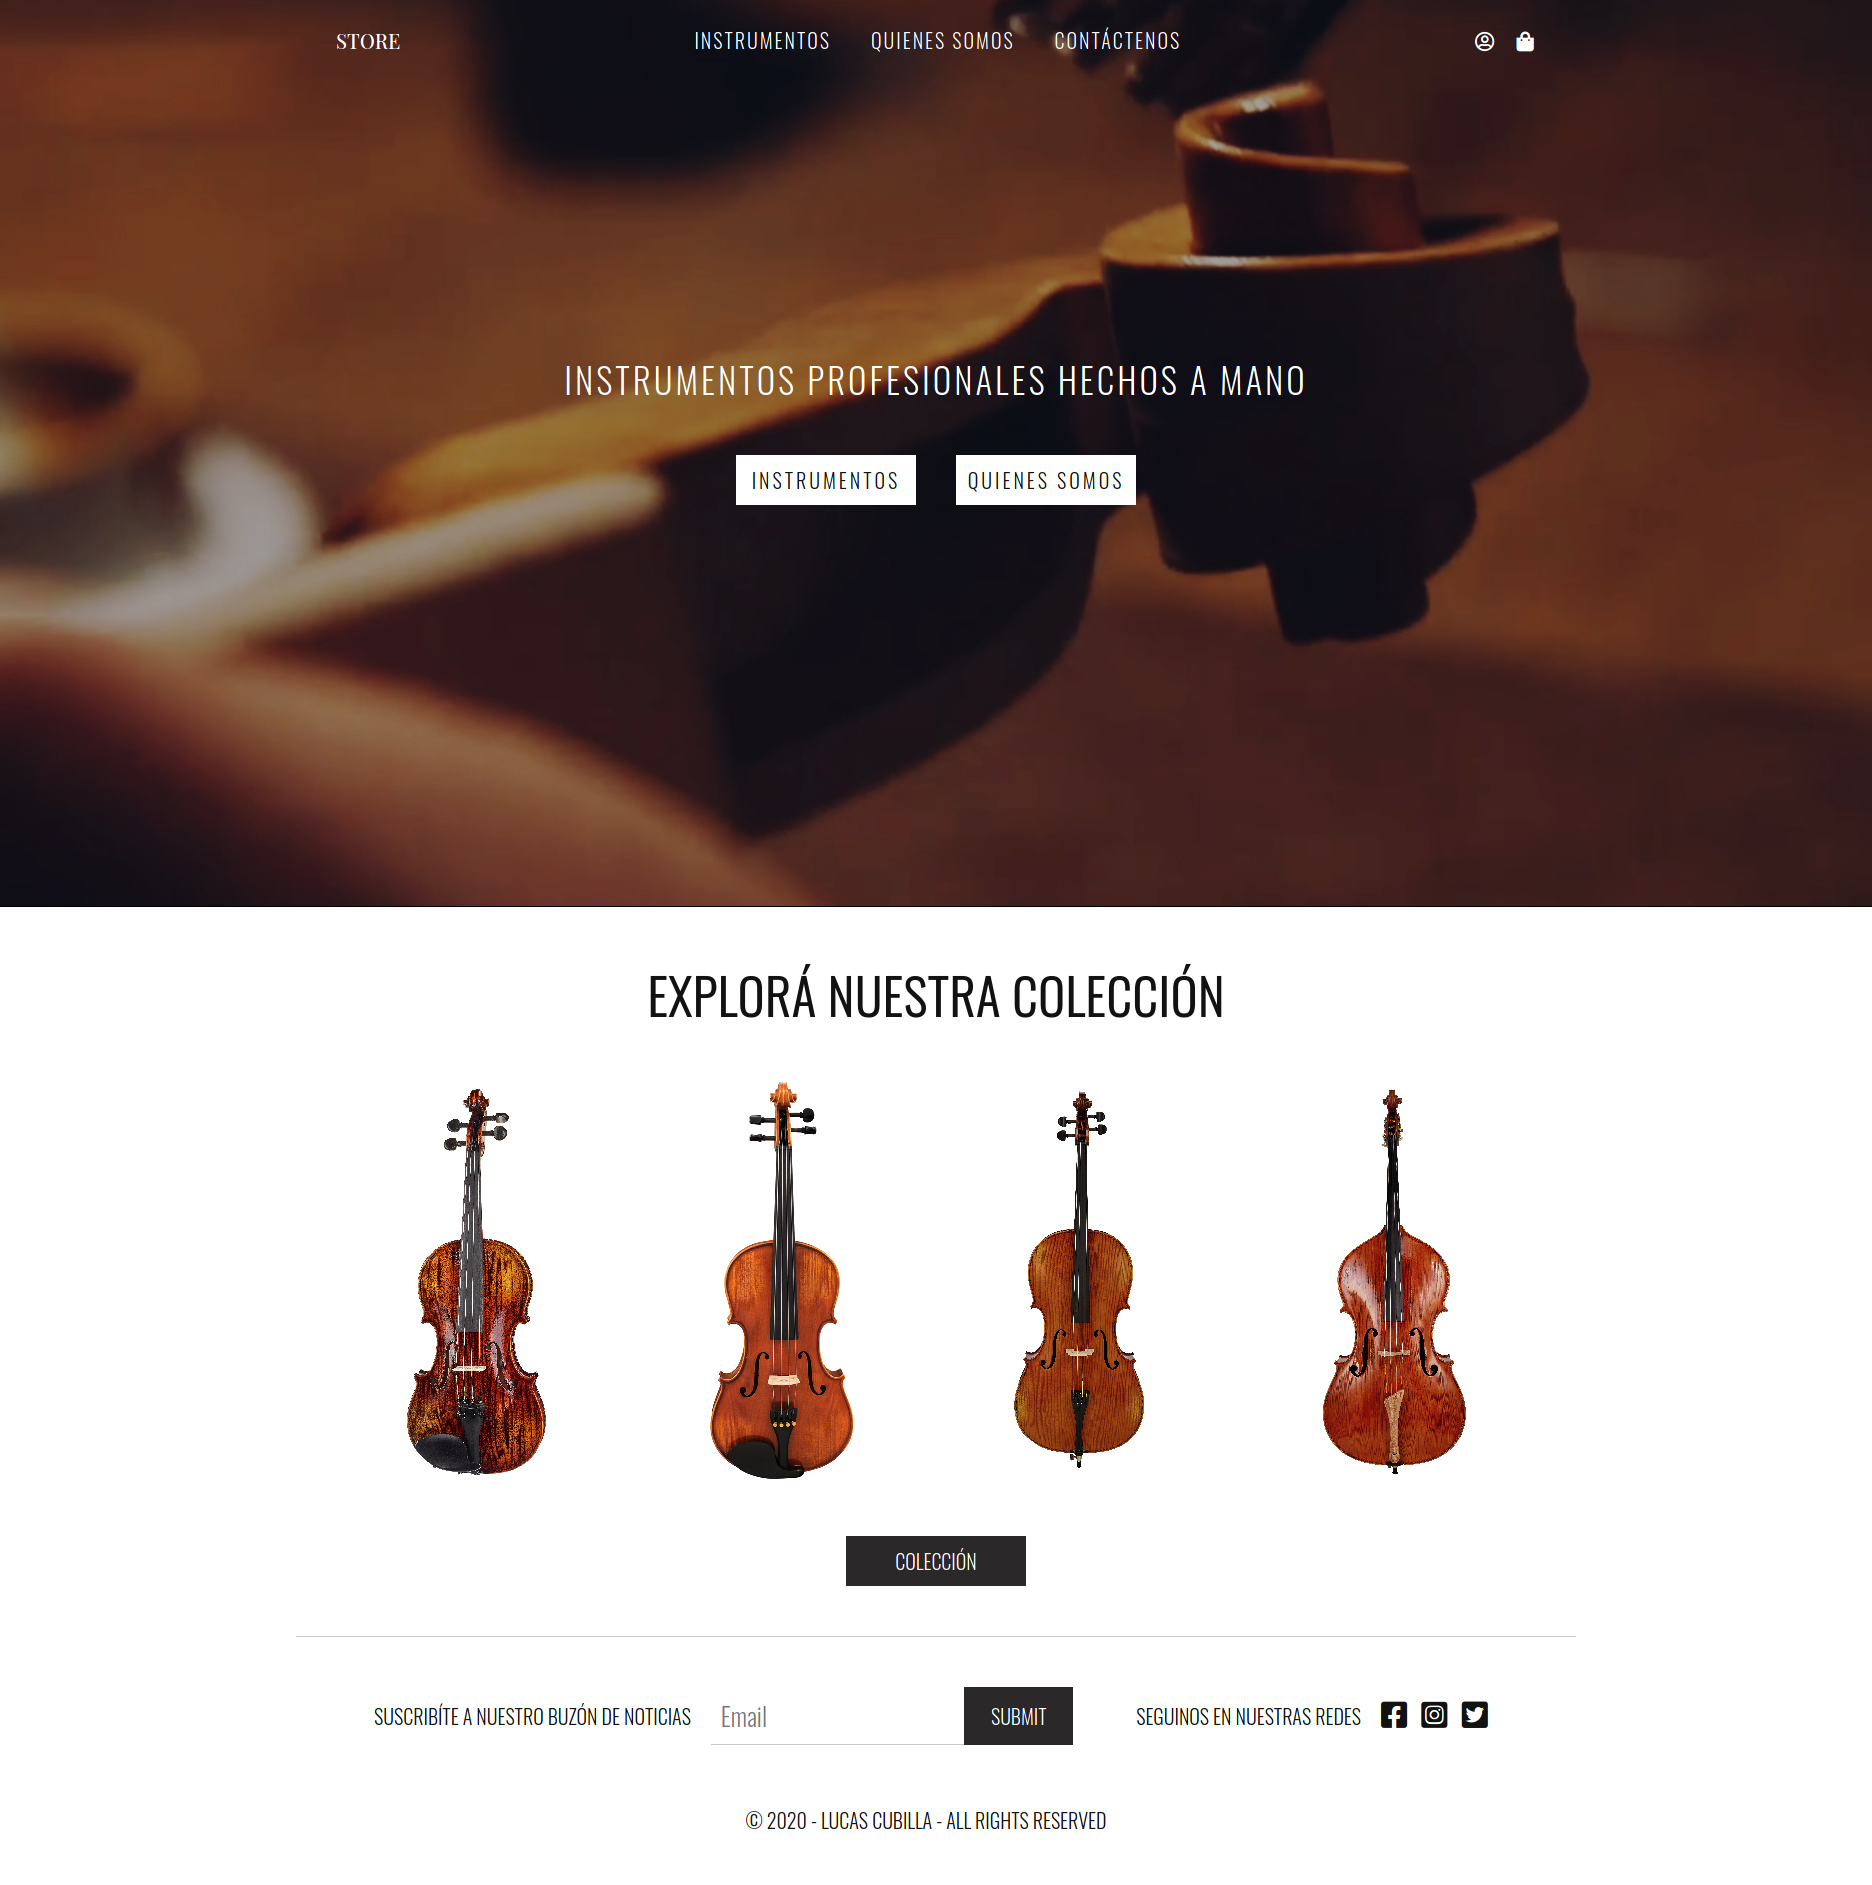 STORE
INSTRUMENTOS QUIENES SOMOS CONTÁCTENOS
INSTRUMENTOS PROFESIONALES HECHOS A MANO
INSTRUMENTOS QUIENES SOMOS
EXPLORÁ NUESTRA COLECCIÓN
COLECCIÓN
SUSCRIBÍTE A NUESTRO BUZÓN DE NOTICIAS Email SUBMIT SEGUINOS EN NUESTRAS REDES
© 2020 - LUCAS CUBILLA - ALL RIGHTS RESERVED